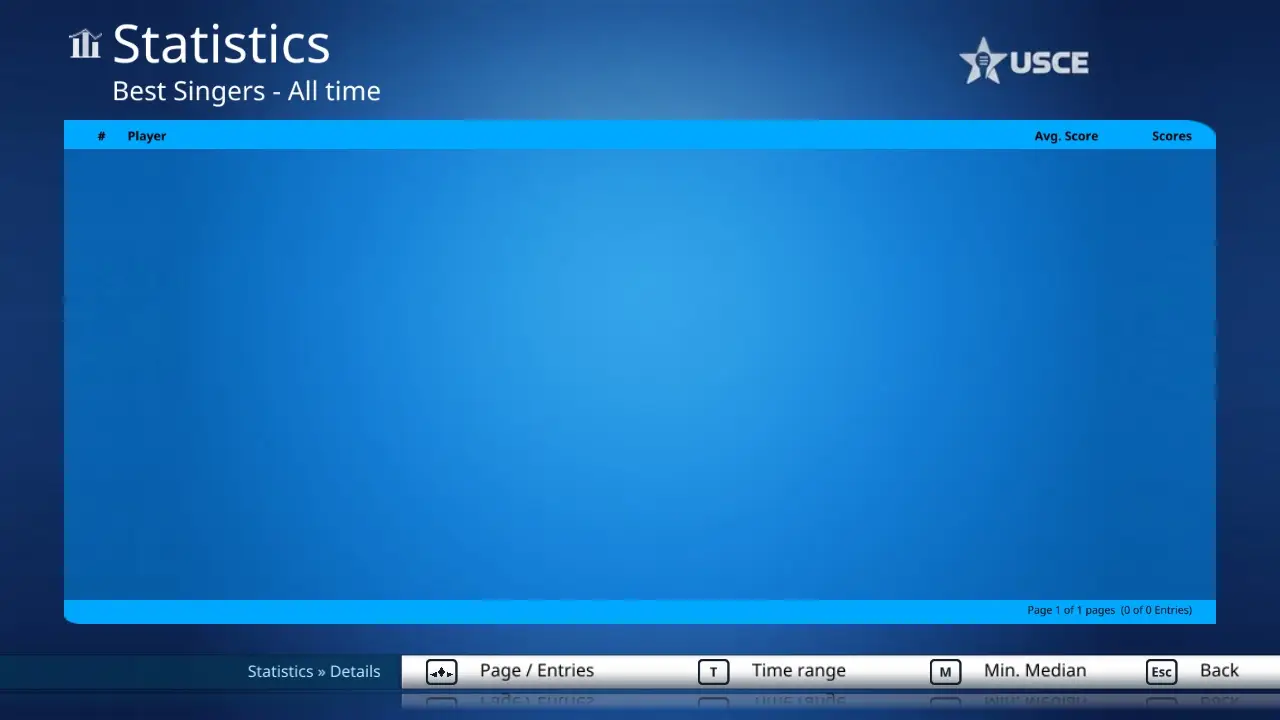 Statistics
Best Singers - All time
USCE
# Player Avg. Score Scores
Page 1 of 1 pages (0 of 0 Entries)
Statistics » Details Page / Entries T Time range M Min. Median Esc Back